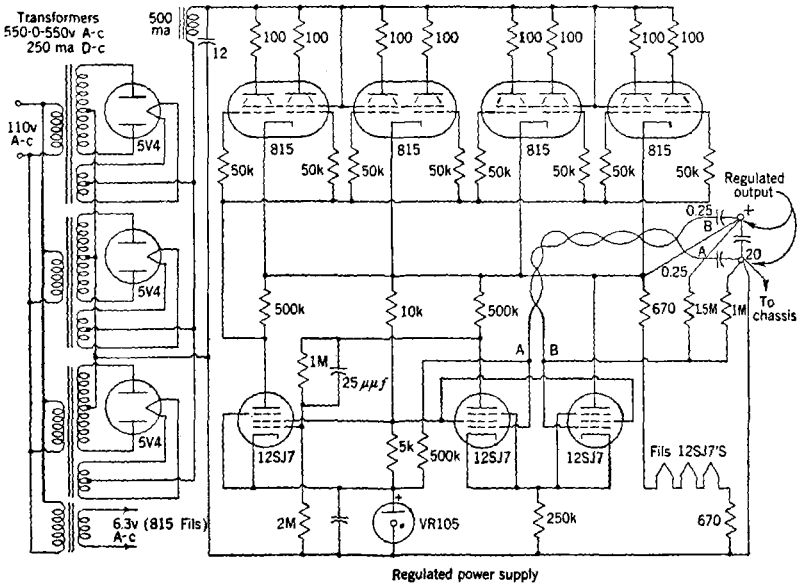 Transformers
550-0-550v A-c
250 ma D-c
500
ma
12
100
100
100
100
100
100
100
100
110v
A-c
5V4
815
815
815
815
50k
50k
50k
50k
50k
50k
50k
50k
Regulated
output
0.25
+
B
A
20
0.25
5V4
500k
10k
500k
670
1.5M
1M
To
chassis
1M
25μμf
A
B
5V4
12SJ7
5k
500k
12SJ7
12SJ7
Fils 12SJ7'S
+
6.3v (815 Fils)
A-c
2M
VR105
250k
670
Regulated power supply